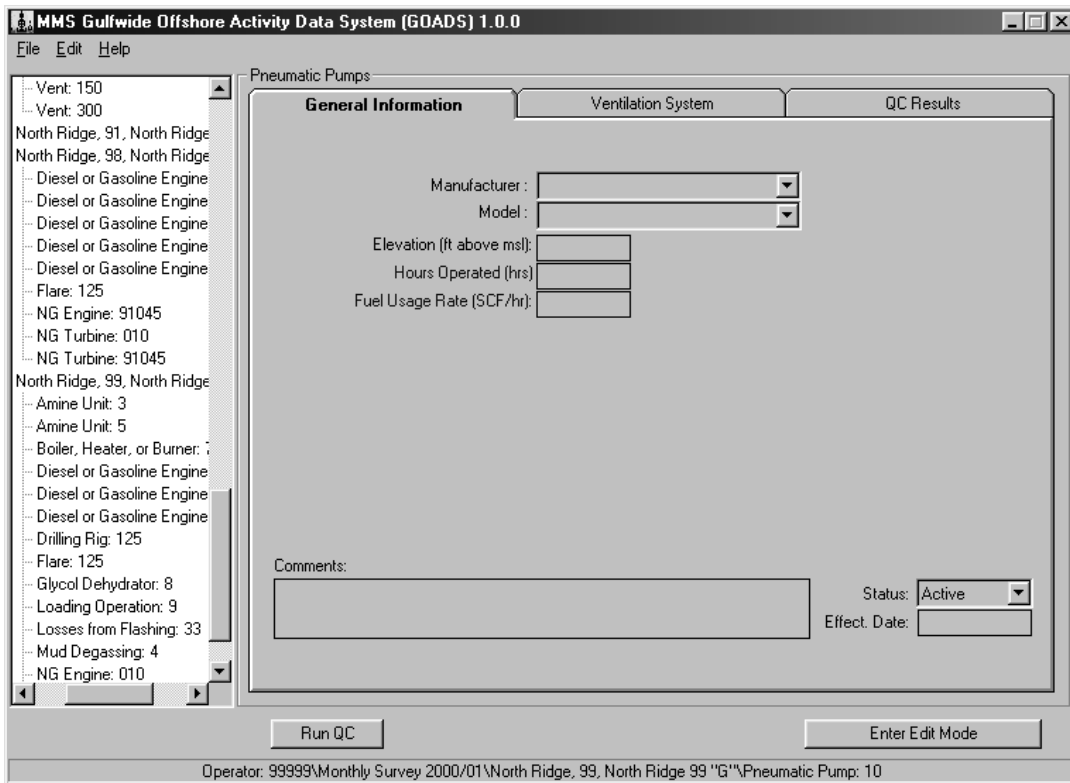 MMS Gulfwide Offshore Activity Data System (GOADS) 1.0.0
File Edit Help
Vent: 150
Vent: 300
North Ridge, 91, North Ridge
North Ridge, 98, North Ridge
Diesel or Gasoline Engine
Diesel or Gasoline Engine
Diesel or Gasoline Engine
Diesel or Gasoline Engine
Diesel or Gasoline Engine
Flare: 125
NG Engine: 91045
NG Turbine: 010
NG Turbine: 91045
North Ridge, 99, North Ridge
Amine Unit: 3
Amine Unit: 5
Boiler, Heater, or Burner:
Diesel or Gasoline Engine
Diesel or Gasoline Engine
Diesel or Gasoline Engine
Drilling Rig: 125
Flare: 125
Glycol Dehydrator: 8
Loading Operation: 9
Losses from Flashing: 33
Mud Degassing: 4
NG Engine: 010
Pneumatic Pumps
General Information Ventilation System QC Results
Manufacturer :
Model :
Elevation (ft above msl):
Hours Operated (hrs)
Fuel Usage Rate (SCF/hr):
Comments:
Status: Active
Effect. Date:
Run QC Enter Edit Mode
Operator: 99999\Monthly Survey 2000/01\North Ridge, 99, North Ridge 99 "G"\Pneumatic Pump: 10